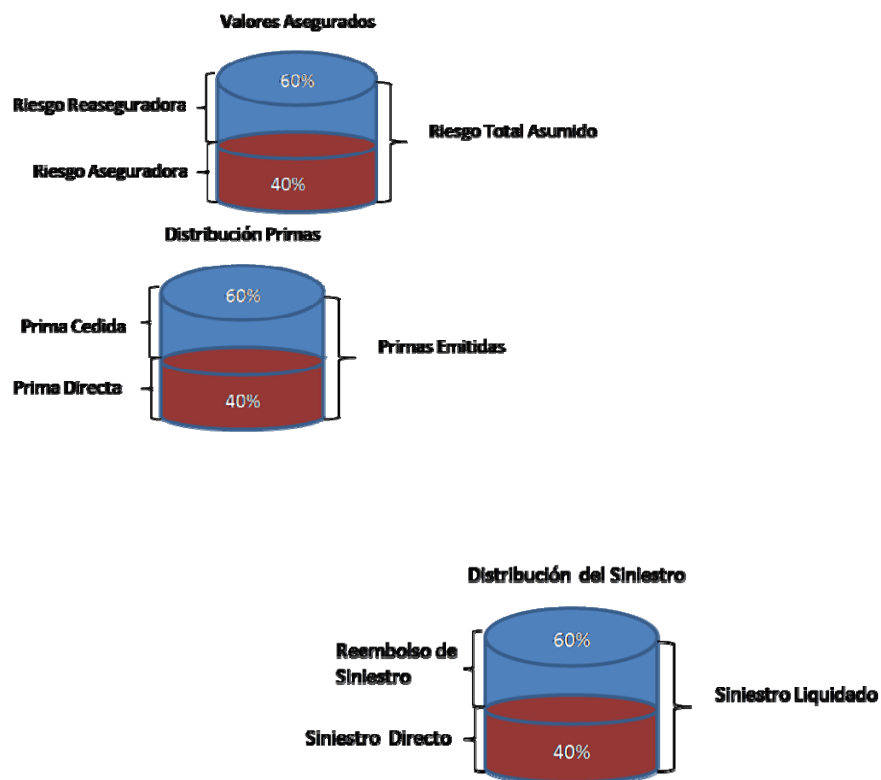 Valores Asegurados
60%
Riesgo Reaseguradora
Riesgo Total Asumido
Riesgo Aseguradora
40%
Distribución Primas
60%
Prima Cedida
Primas Emitidas
Prima Directa
40%
Distribución del Siniestro
60%
Reembolso de
Siniestro
Siniestro Liquidado
Siniestro Directo
40%